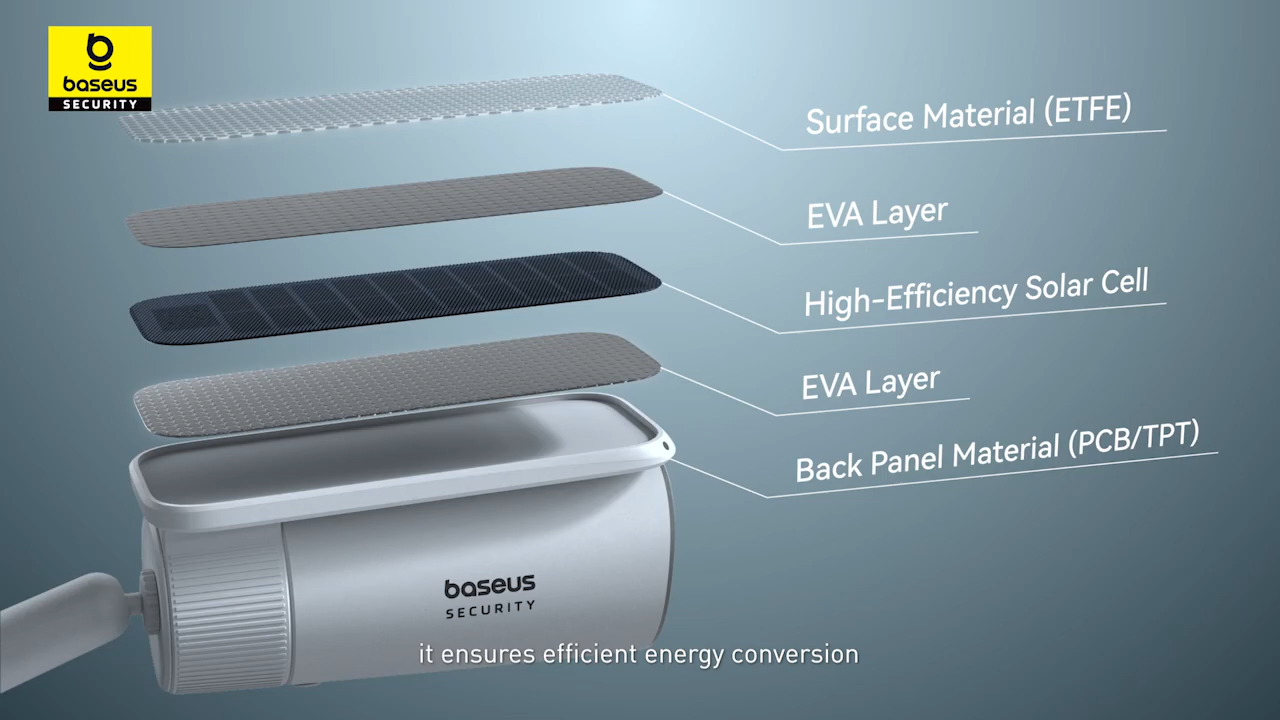 baseus
SECURITY
Surface Material (ETFE)
EVA Layer
High-Efficiency Solar Cell
EVA Layer
Back Panel Material (PCB/TPT)
baseus
SECURITY
it ensures efficient energy conversion